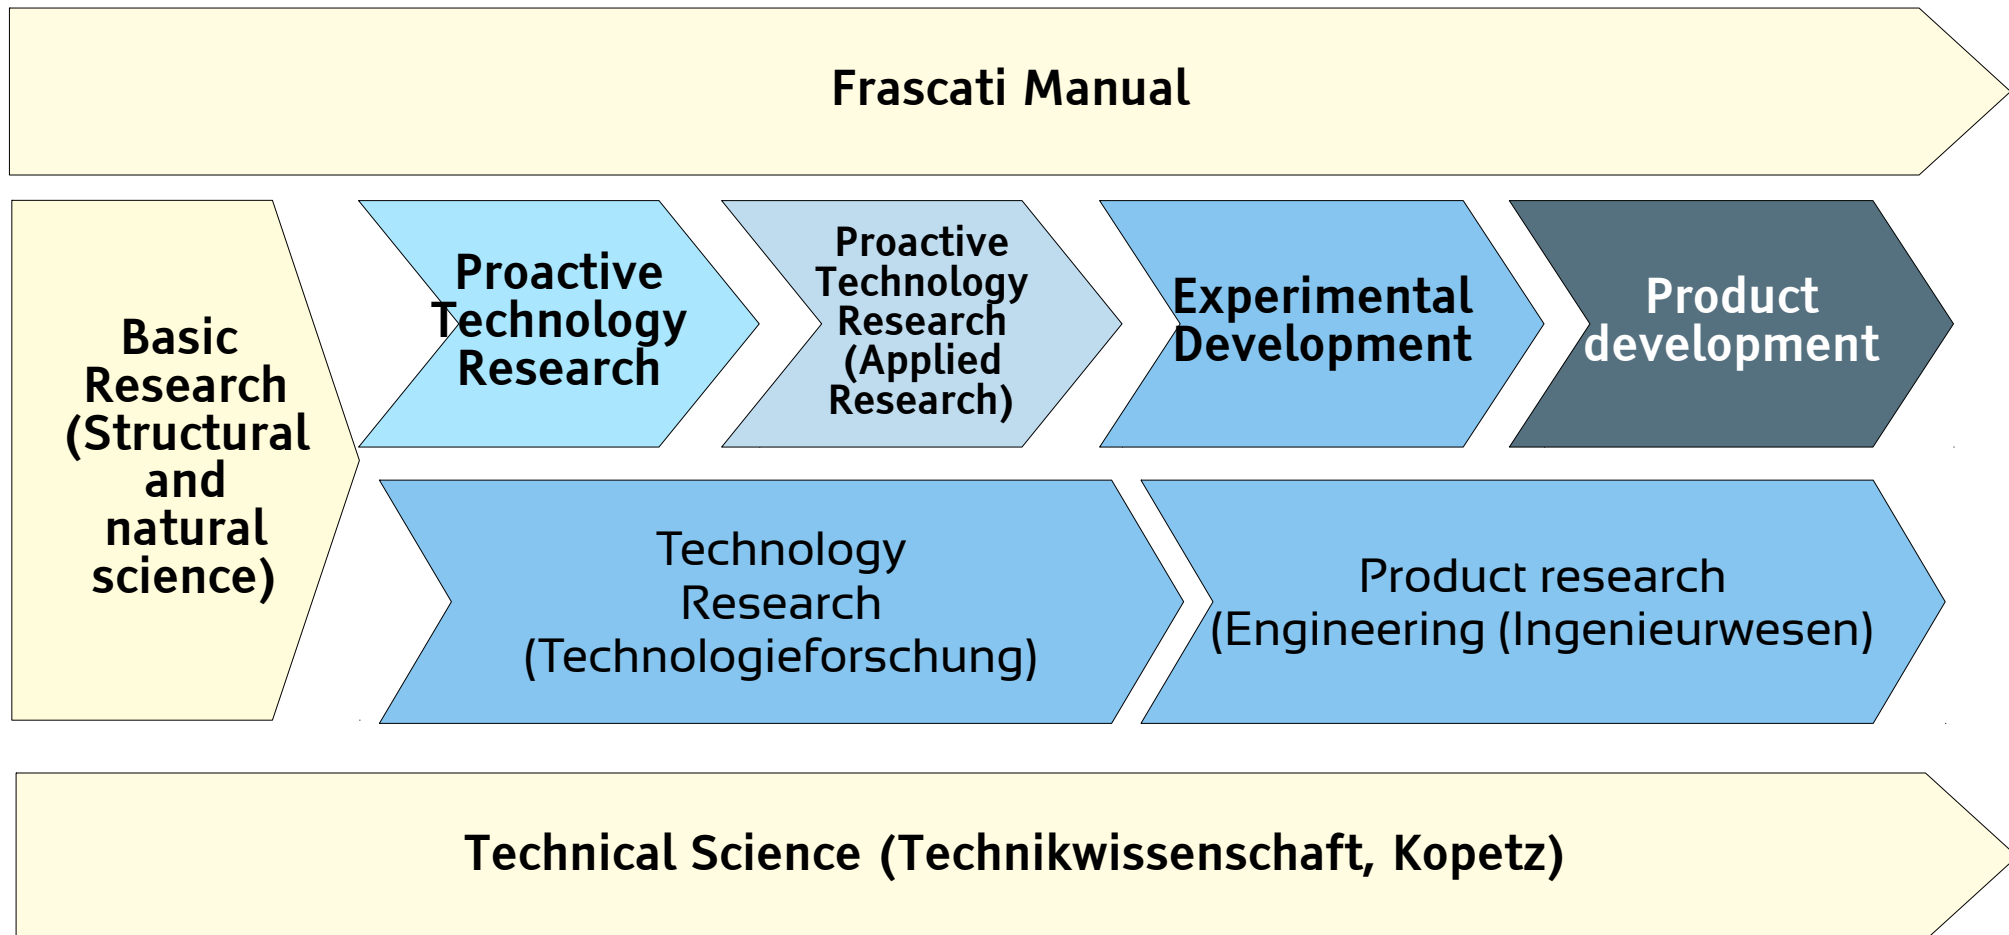 Frascati Manual
Basic
Research
(Structural
and
natural
science)
Proactive
Technology
Research
Proactive
Technology
Research
(Applied
Research)
Experimental
Development
Product
development
Technology
Research
(Technologieforschung)
Product research
(Engineering (Ingenieurwesen)
Technical Science (Technikwissenschaft, Kopetz)